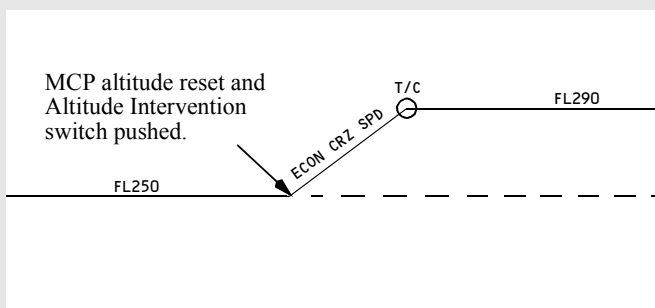 MCP altitude reset and
Altitude Intervention
switch pushed.
T/C
FL290
ECON CRZ SPD
FL250